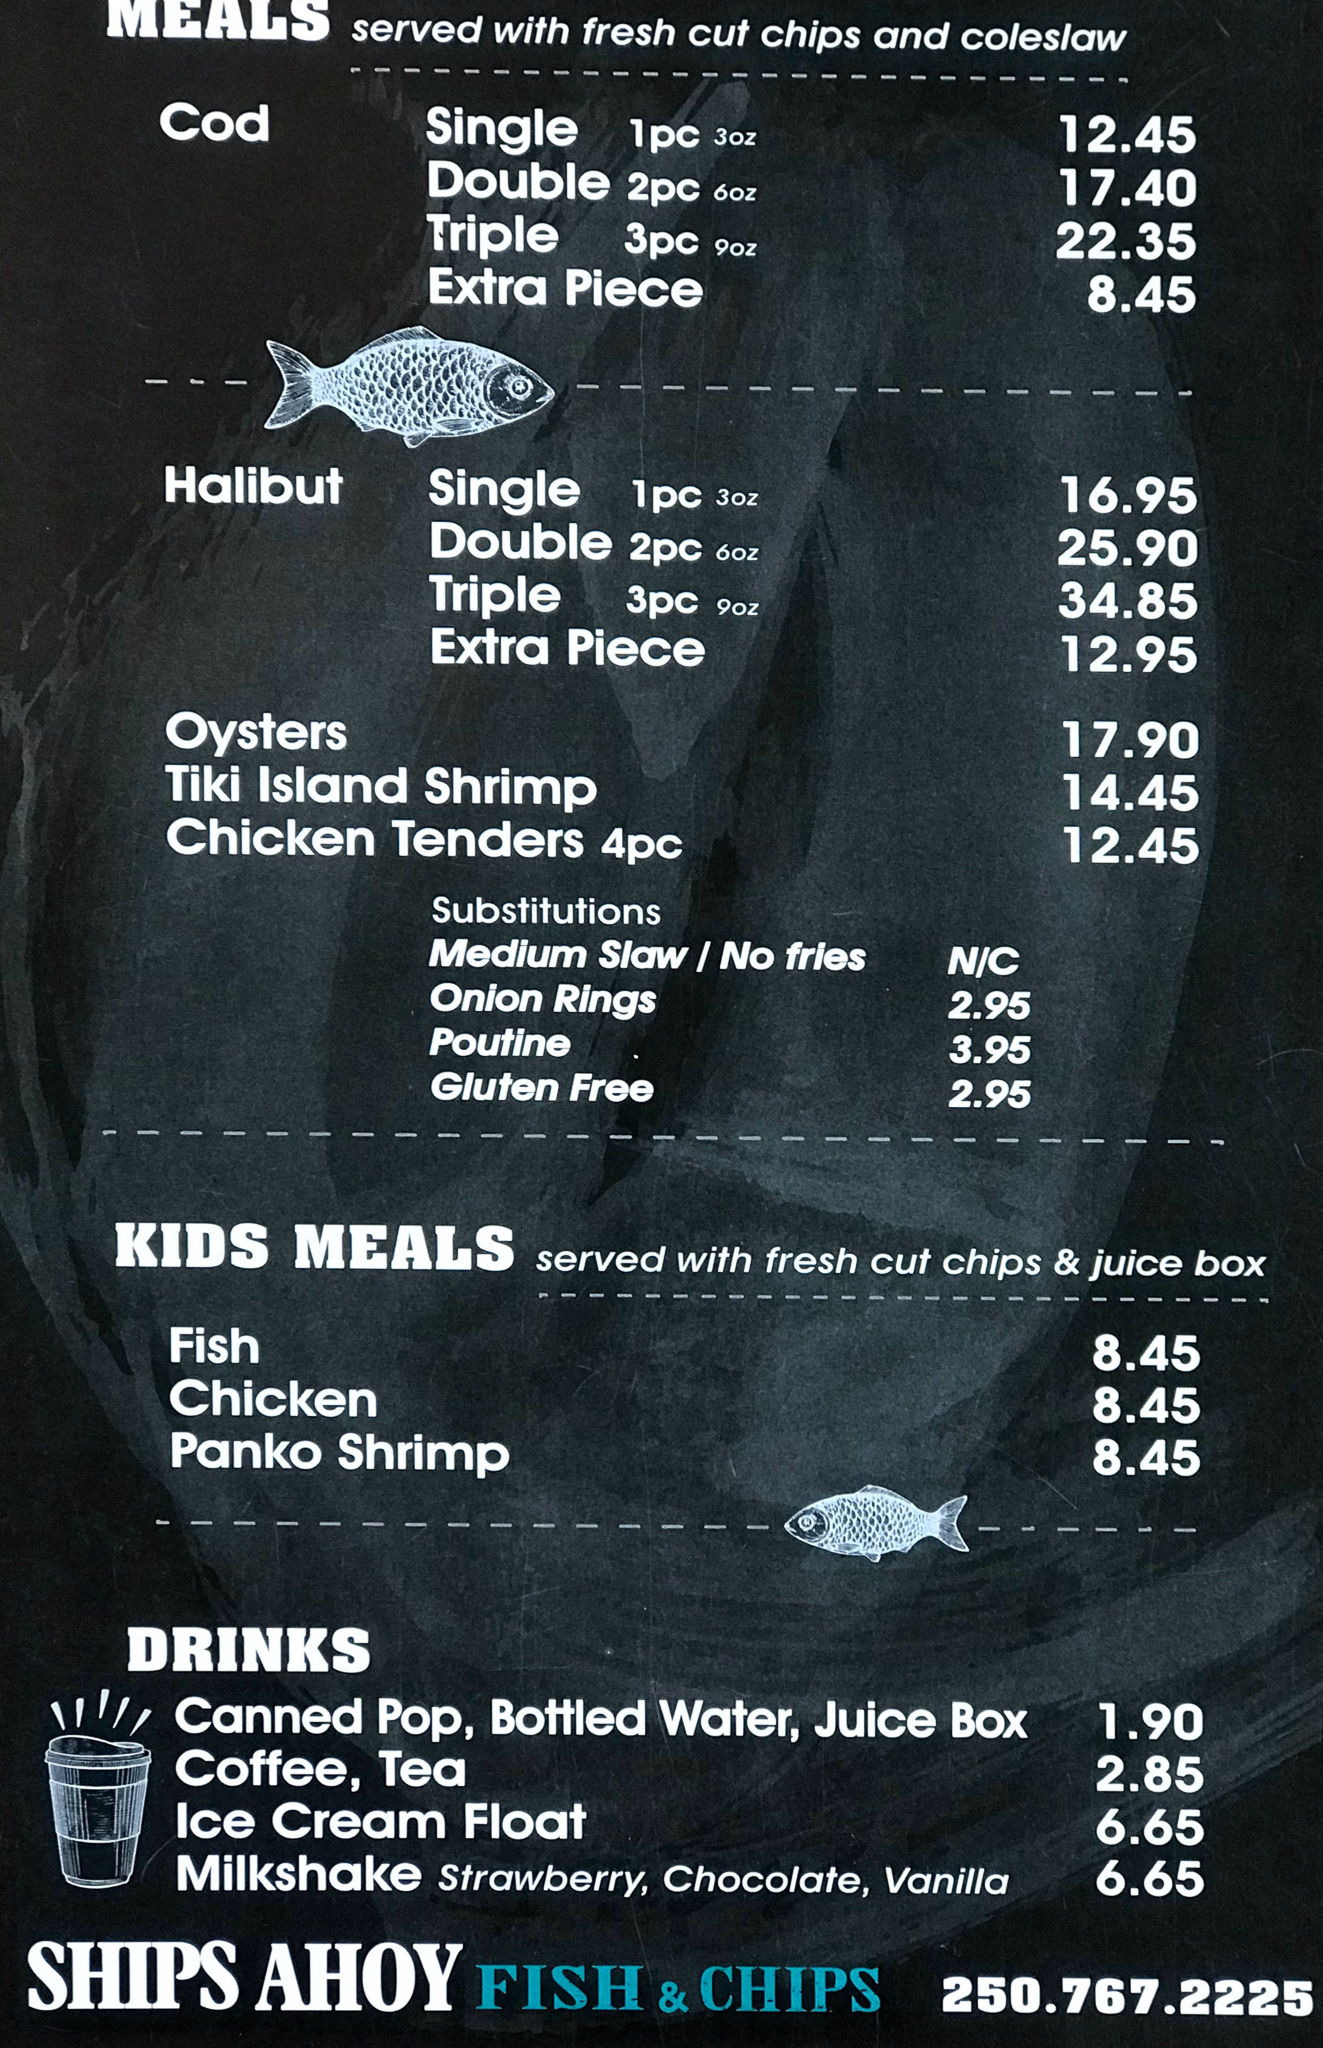 MEALS served with fresh cut chips and coleslaw
Cod Single 1pc 3oz 12.45
Double 2pc 6oz 17.40
Triple 3pc 9oz 22.35
Extra Piece 8.45
Halibut Single 1pc 3oz 16.95
Double 2pc 6oz 25.90
Triple 3pc 9oz 34.85
Extra Piece 12.95
Oysters 17.90
Tiki Island Shrimp 14.45
Chicken Tenders 4pc 12.45
Substitutions
Medium Slaw / No fries N/C
Onion Rings 2.95
Poutine 3.95
Gluten Free 2.95
KIDS MEALS served with fresh cut chips & juice box
Fish 8.45
Chicken 8.45
Panko Shrimp 8.45
DRINKS
Canned Pop, Bottled Water, Juice Box 1.90
Coffee, Tea 2.85
Ice Cream Float 6.65
Milkshake Strawberry, Chocolate, Vanilla 6.65
SHIPS AHOY FISH & CHIPS 250.767.2225